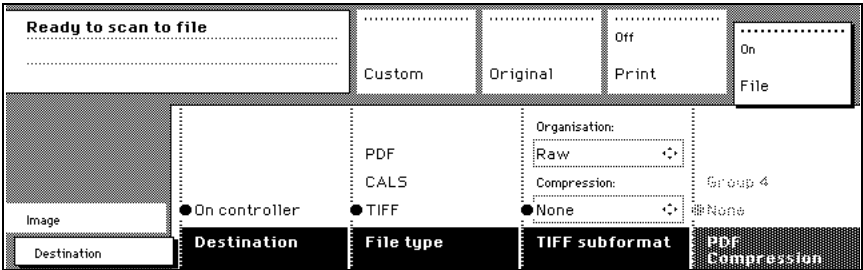 Ready to scan to file
Custom
Original
Off
Print
On
File
Image
Destination
On controller
Destination
PDF
CALS
TIFF
File type
Organisation:
Raw
Compression:
None
TIFF subformat
Group 4
None
PDF
Compression